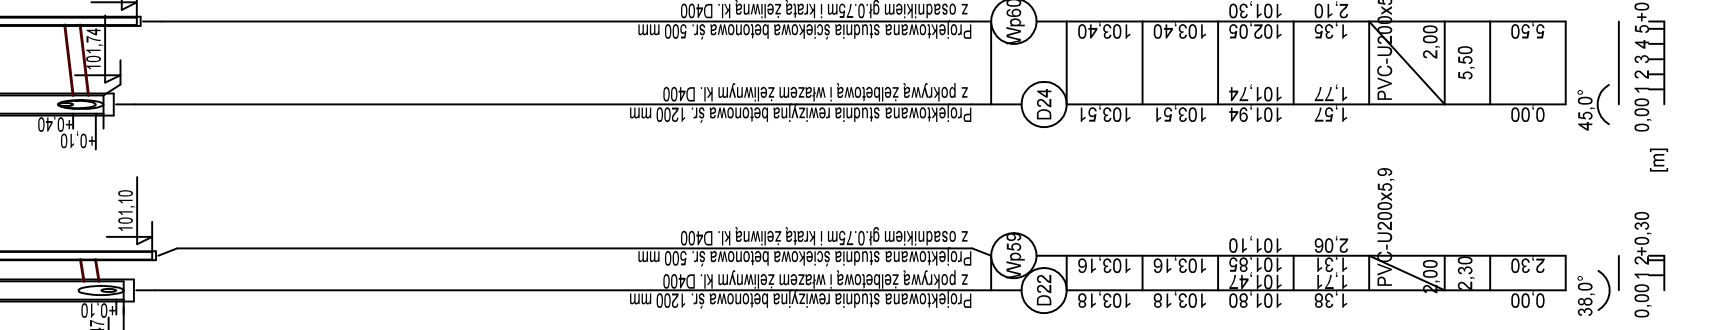 z osadnikiem gł.0.75m i kratą żeliwną kl. D400
Projektowana studnia ściekowa betonowa śr. 500 mm
Wp60
103,40
103,40
101,30
102,05
2,10
1,35
PVC-U200x5
2,00
5,50
5,50
101,74
z pokrywą żelbetową i włazem żeliwnym kl. D400
Projektowana studnia rewizyjna betonowa śr. 1200 mm
D24
103,51
103,51
101,74
101,94
1,77
1,57
0,00
45,0°
0,00 1 2 3 4 5+0
+0,40
+0,10
[m]
101,10
z osadnikiem gł.0.75m i kratą żeliwną kl. D400
Projektowana studnia ściekowa betonowa śr. 500 mm
Wp59
103,16
103,16
101,10
101,85
2,06
1,31
PVC-U200x5,9
2,00
2,30
2,30
z pokrywą żelbetową i włazem żeliwnym kl. D400
Projektowana studnia rewizyjna betonowa śr. 1200 mm
D22
103,18
103,18
101,47
101,80
1,71
1,38
0,00
38,0°
0,00 1 2+0,30
+0,10
47